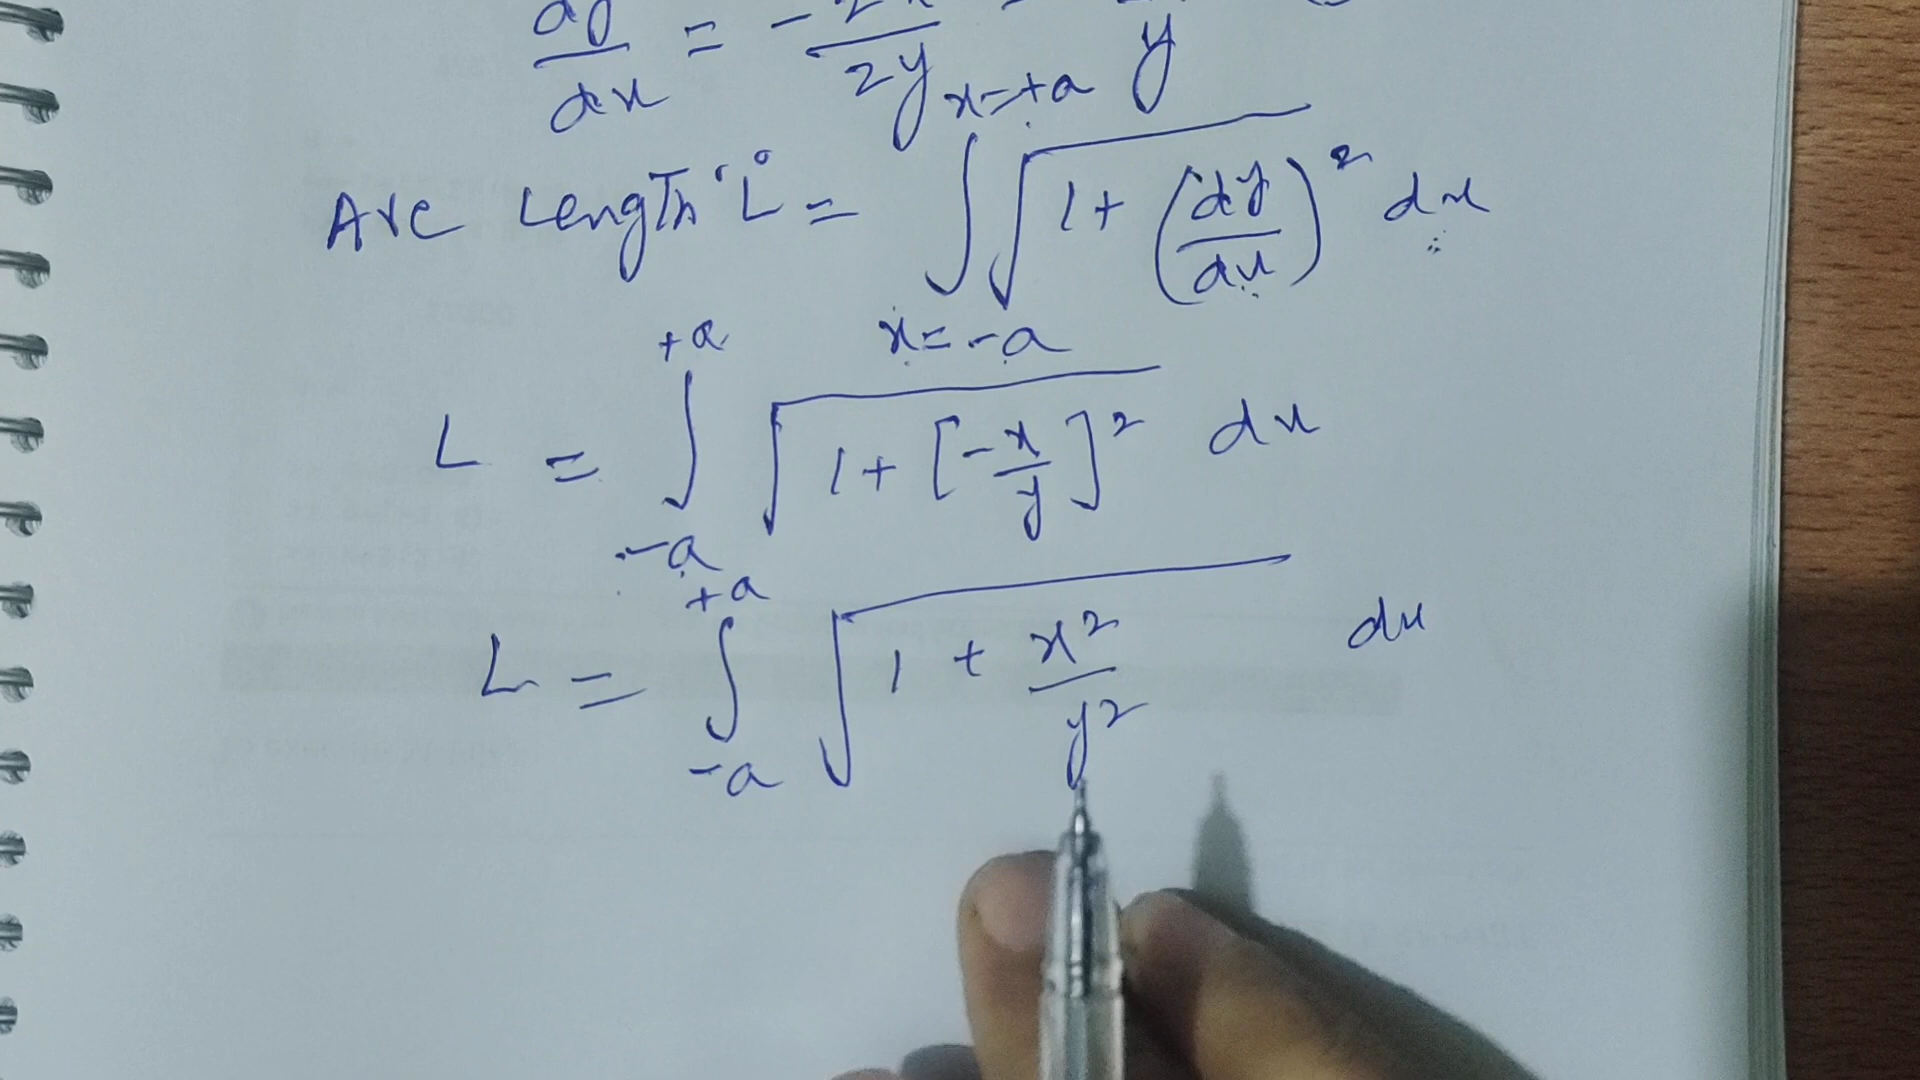 dy/dx = -2x/2y = y
Arc Length 'L' = ∫_{x=-a}^{x=+a} √(1 + (dy/dx)²) dx
L = ∫_{-a}^{+a} √(1 + [-x/y]²) dx
L = ∫_{-a}^{+a} √(1 + x²/y²) dx